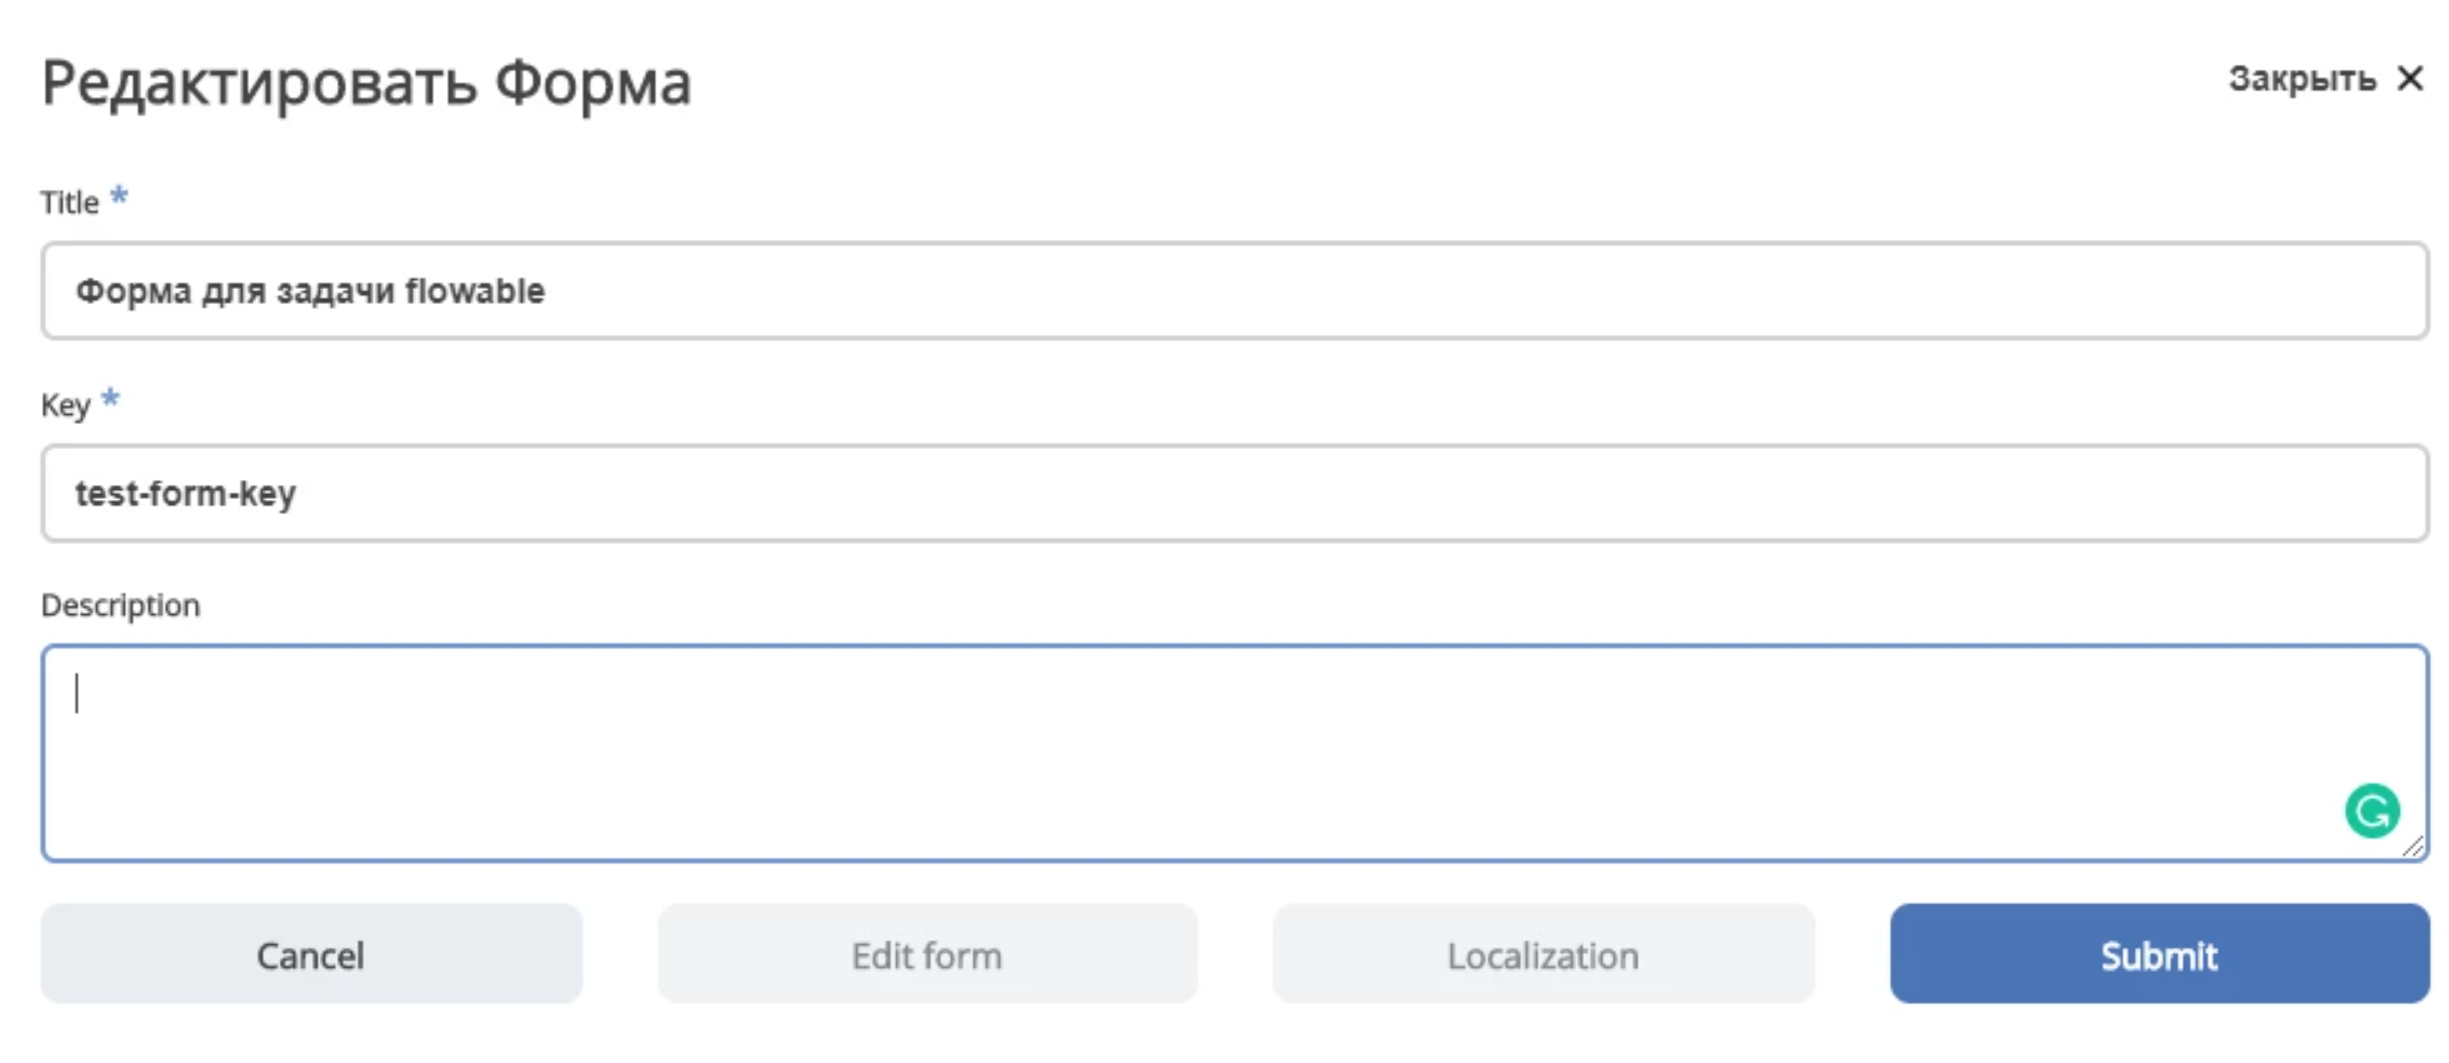 Редактировать Форма
Закрыть ✕
Title *
Форма для задачи flowable
Key *
test-form-key
Description
Cancel
Edit form
Localization
Submit